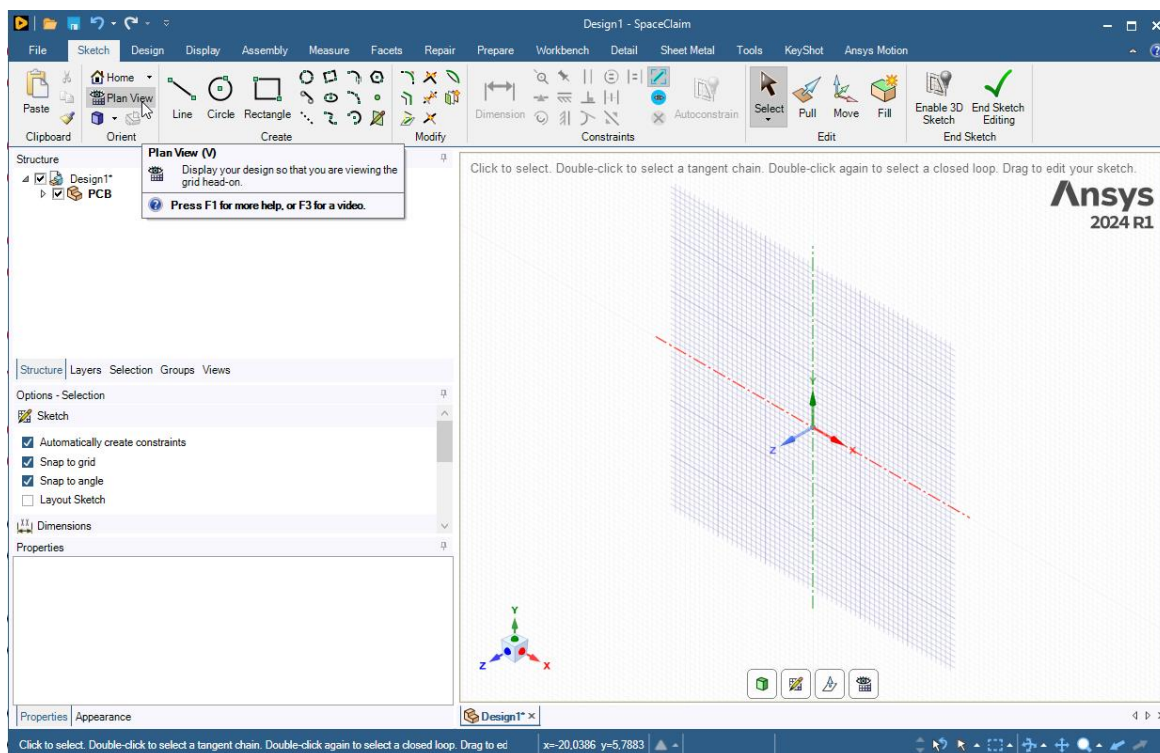 Design1 - SpaceClaim
File Sketch Design Display Assembly Measure Facets Repair Prepare Workbench Detail Sheet Metal Tools KeyShot Ansys Motion
Paste
Clipboard
Home
Plan View
Orient
Line Circle Rectangle
Create
Modify
Dimension
Autoconstrain
Constraints
Select Pull Move Fill
Edit
Enable 3D Sketch
End Sketch Editing
End Sketch
Structure
Design1*
PCB
Plan View (V)
Display your design so that you are viewing the
grid head-on.
Press F1 for more help, or F3 for a video.
Structure Layers Selection Groups Views
Options - Selection
Sketch
Automatically create constraints
Snap to grid
Snap to angle
Layout Sketch
Dimensions
Properties
Properties Appearance
Click to select. Double-click to select a tangent chain. Double-click again to select a closed loop. Drag to edit your sketch.
Ansys
2024 R1
Y
Z
X
Y
Z
X
Design1*
Click to select. Double-click to select a tangent chain. Double-click again to select a closed loop. Drag to ed
x=-20,0386 y=5,7883